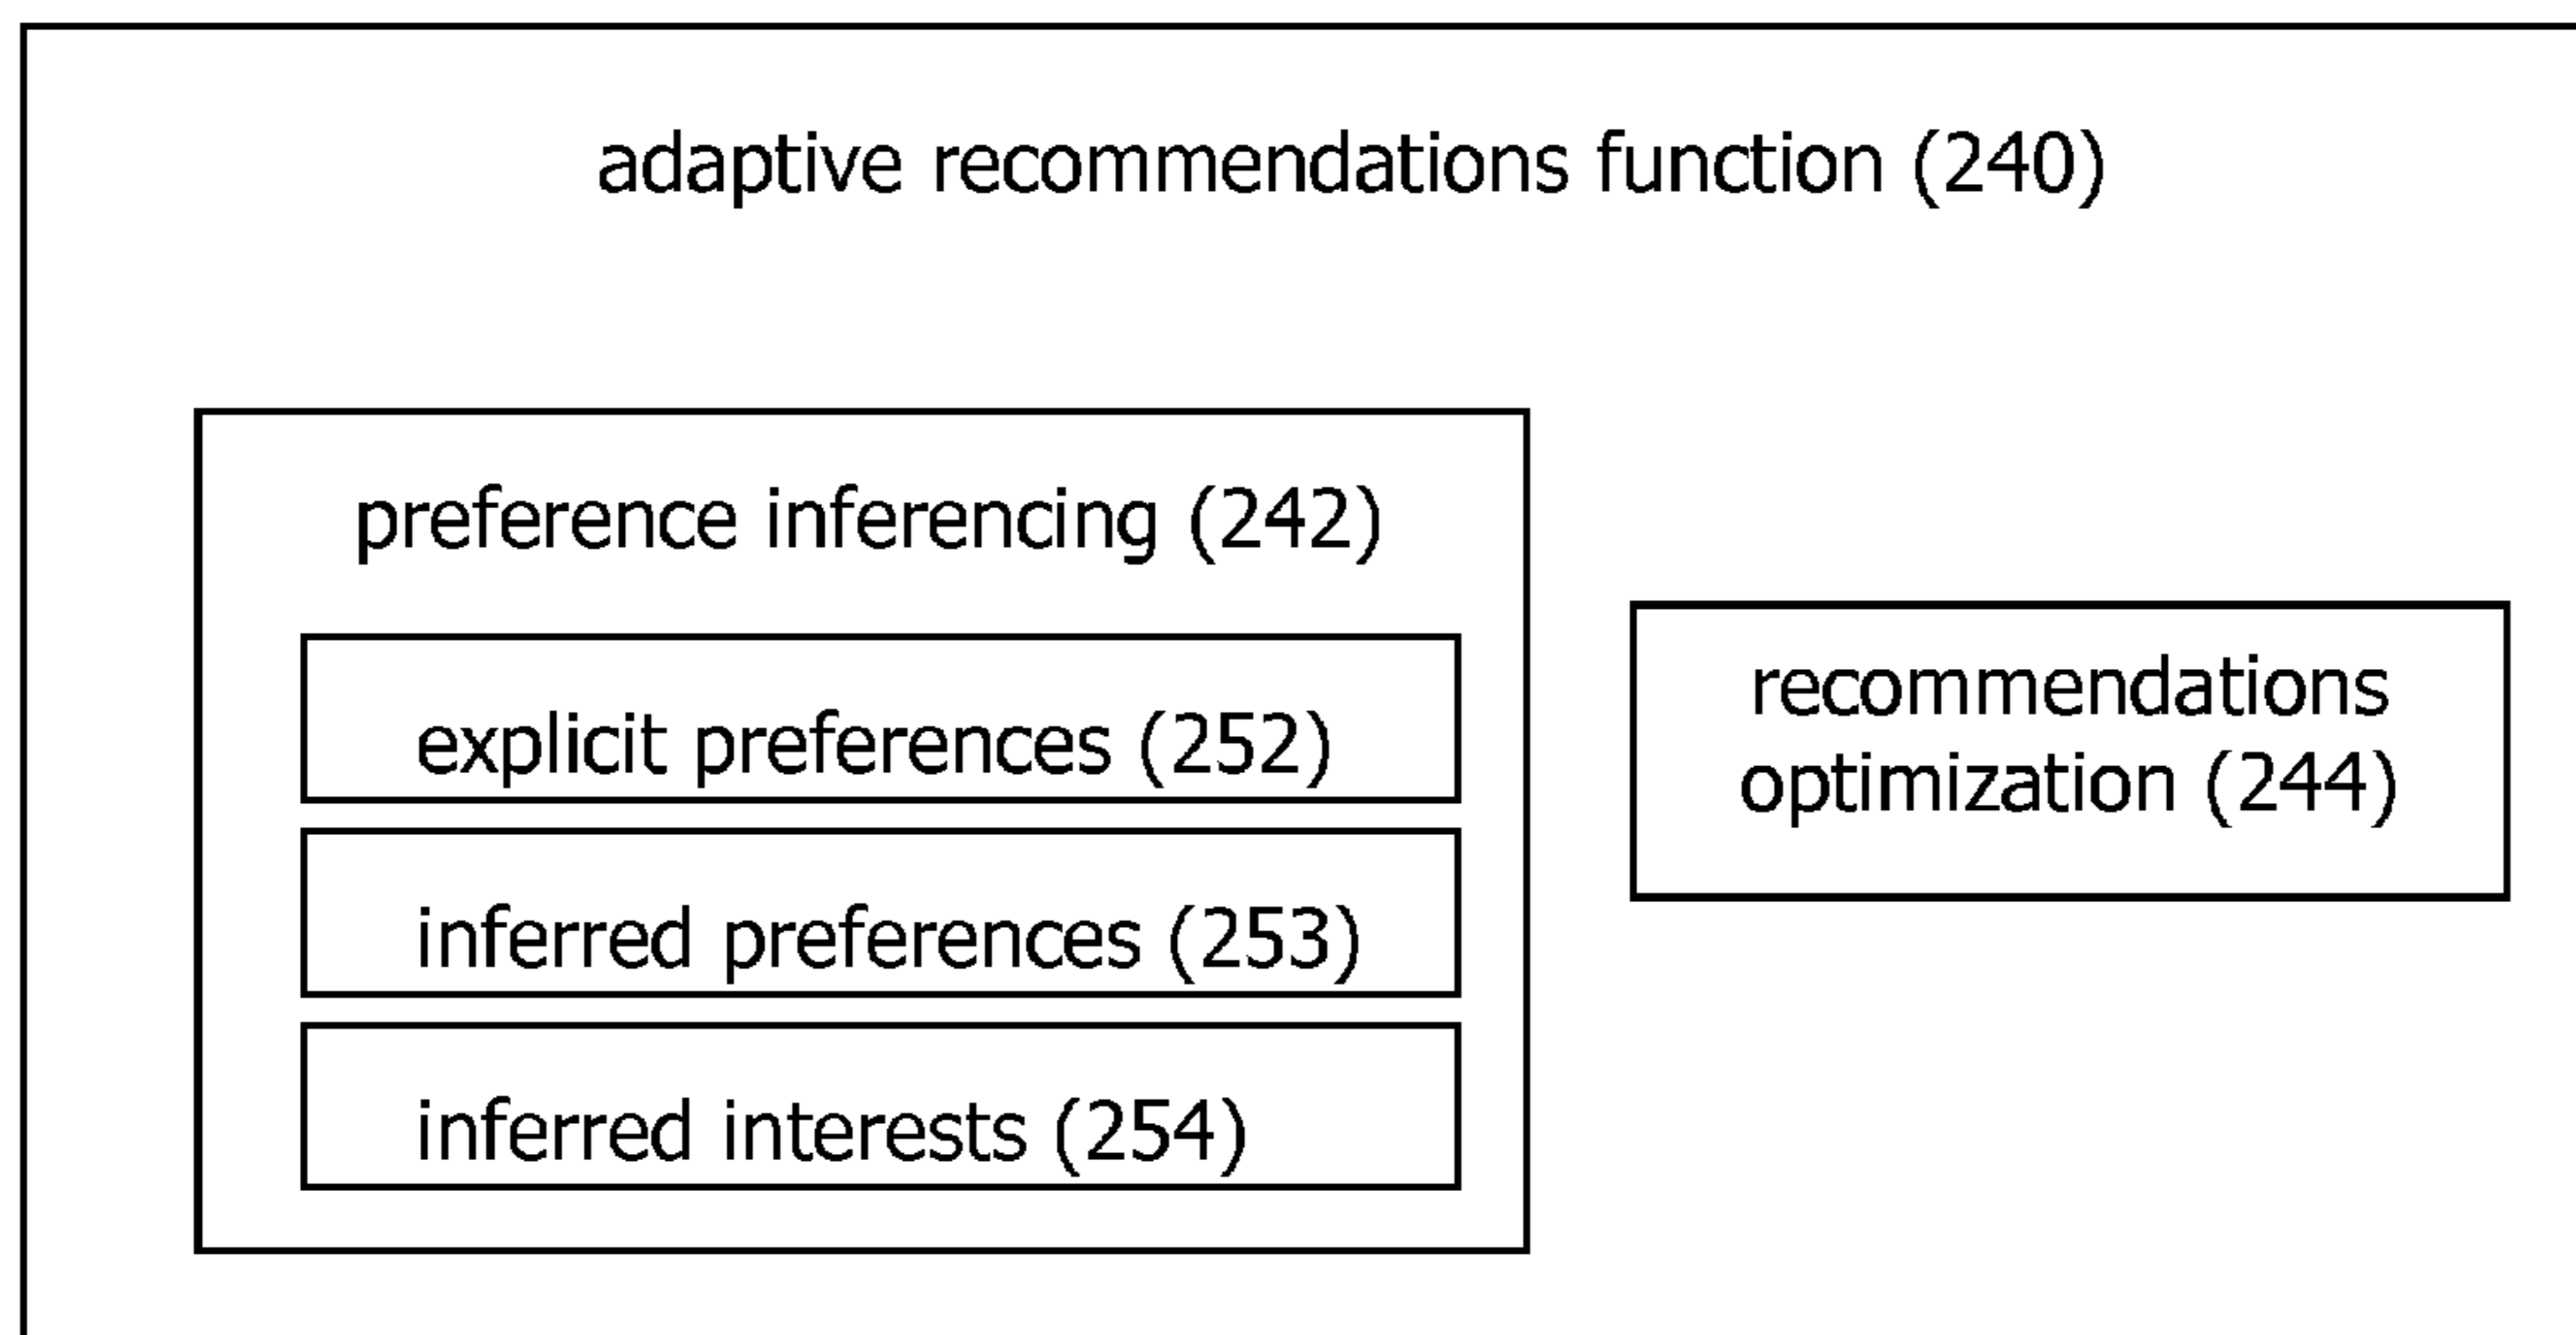 adaptive recommendations function (240)
preference inferencing (242)
explicit preferences (252)
inferred preferences (253)
inferred interests (254)
recommendations
optimization (244)